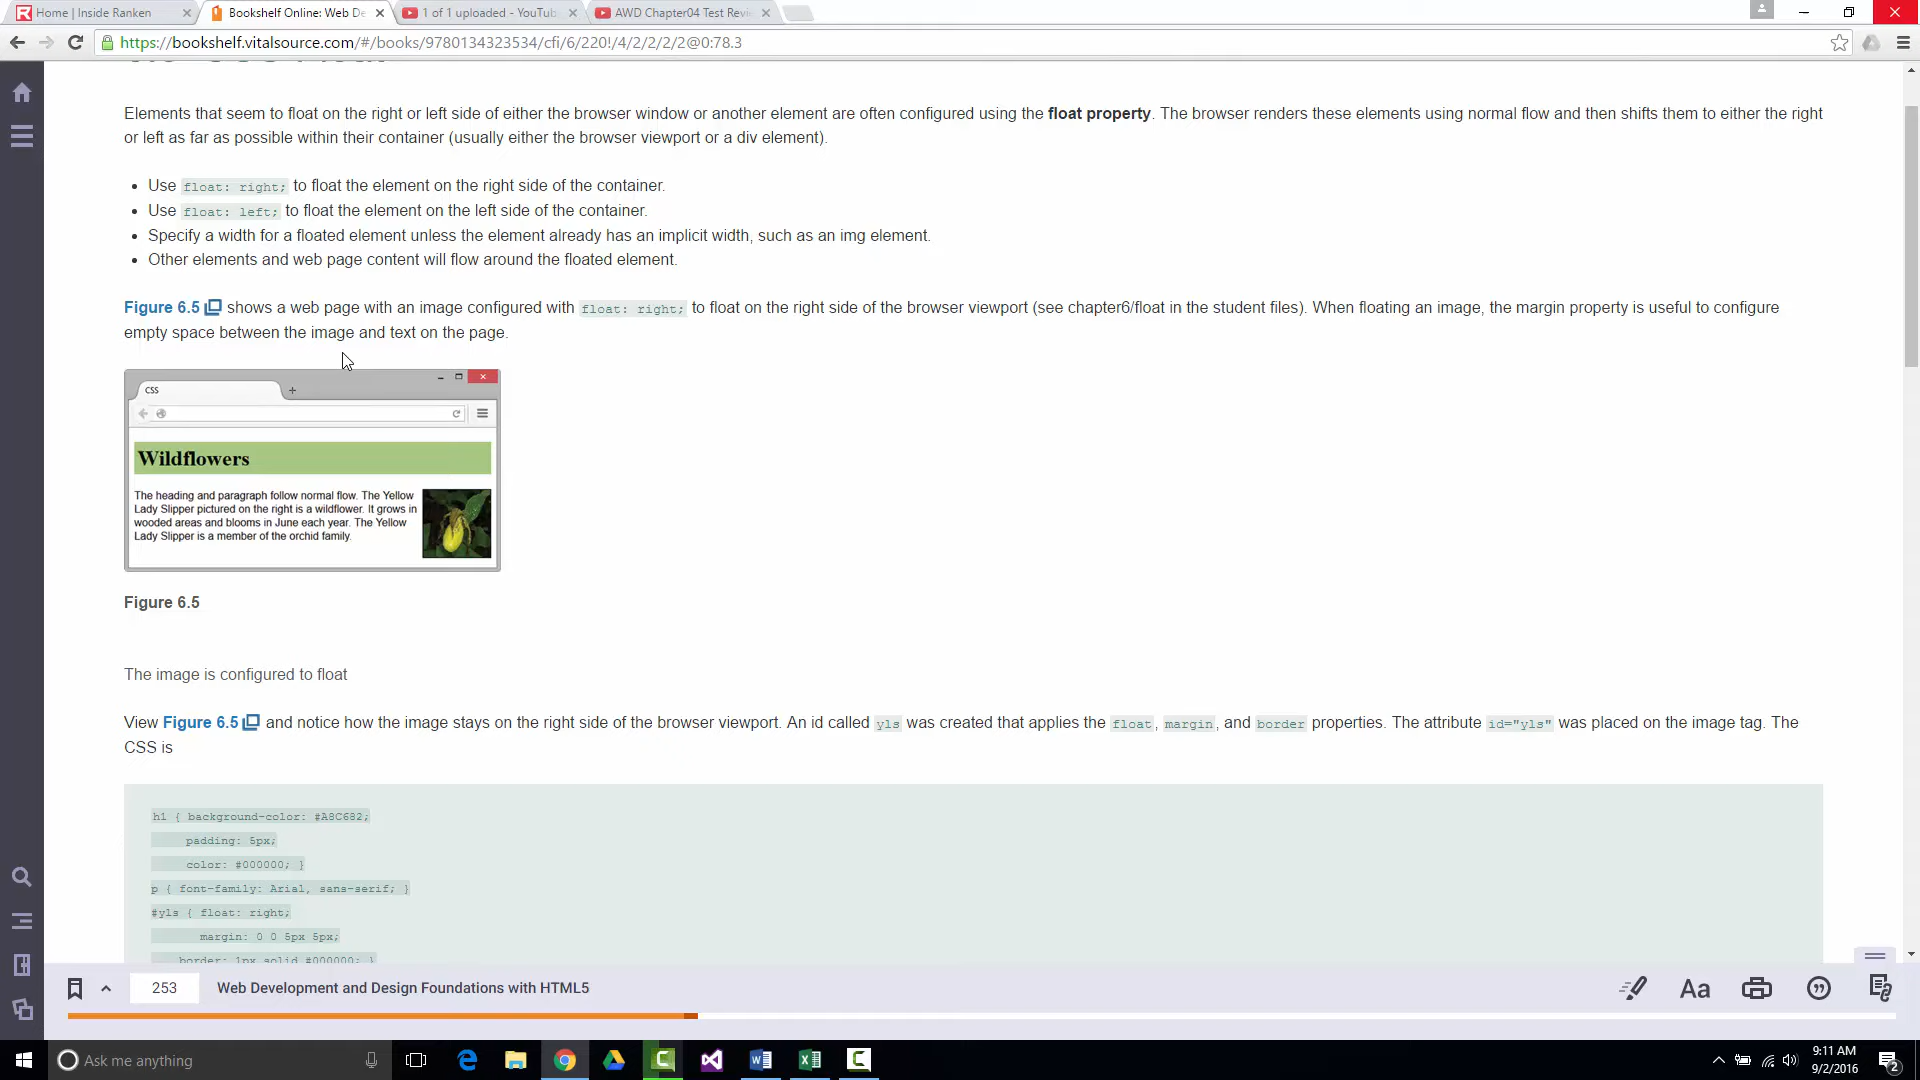 Home | Inside Ranken
Bookshelf Online: Web De
1 of 1 uploaded - YouTub
AWD Chapter04 Test Revi
https://bookshelf.vitalsource.com/#/books/9780134323534/cfi/6/220!/4/2/2/2/2@0:78.3
Elements that seem to float on the right or left side of either the browser window or another element are often configured using the float property. The browser renders these elements using normal flow and then shifts them to either the right
or left as far as possible within their container (usually either the browser viewport or a div element).
• Use float: right; to float the element on the right side of the container.
• Use float: left; to float the element on the left side of the container.
• Specify a width for a floated element unless the element already has an implicit width, such as an img element.
• Other elements and web page content will flow around the floated element.
Figure 6.5 shows a web page with an image configured with float: right; to float on the right side of the browser viewport (see chapter6/float in the student files). When floating an image, the margin property is useful to configure
empty space between the image and text on the page.
CSS
Wildflowers
The heading and paragraph follow normal flow. The Yellow
Lady Slipper pictured on the right is a wildflower. It grows in
wooded areas and blooms in June each year. The Yellow
Lady Slipper is a member of the orchid family.
Figure 6.5
The image is configured to float
View Figure 6.5 and notice how the image stays on the right side of the browser viewport. An id called yls was created that applies the float, margin, and border properties. The attribute id="yls" was placed on the image tag. The
CSS is
h1 { background-color: #A8C682;
padding: 5px;
color: #000000; }
p { font-family: Arial, sans-serif; }
#yls { float: right;
margin: 0 0 5px 5px;
border: 1px solid #000000; }
253
Web Development and Design Foundations with HTML5
Aa
Ask me anything
9:11 AM
9/2/2016
2